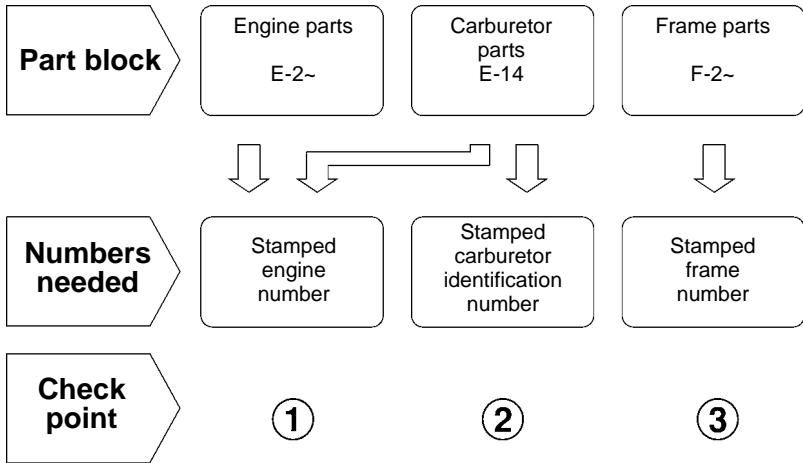 Part block
Engine parts
E-2~
Carburetor
parts
E-14
Frame parts
F-2~
Numbers
needed
Stamped
engine
number
Stamped
carburetor
identification
number
Stamped
frame
number
Check
point
1
2
3